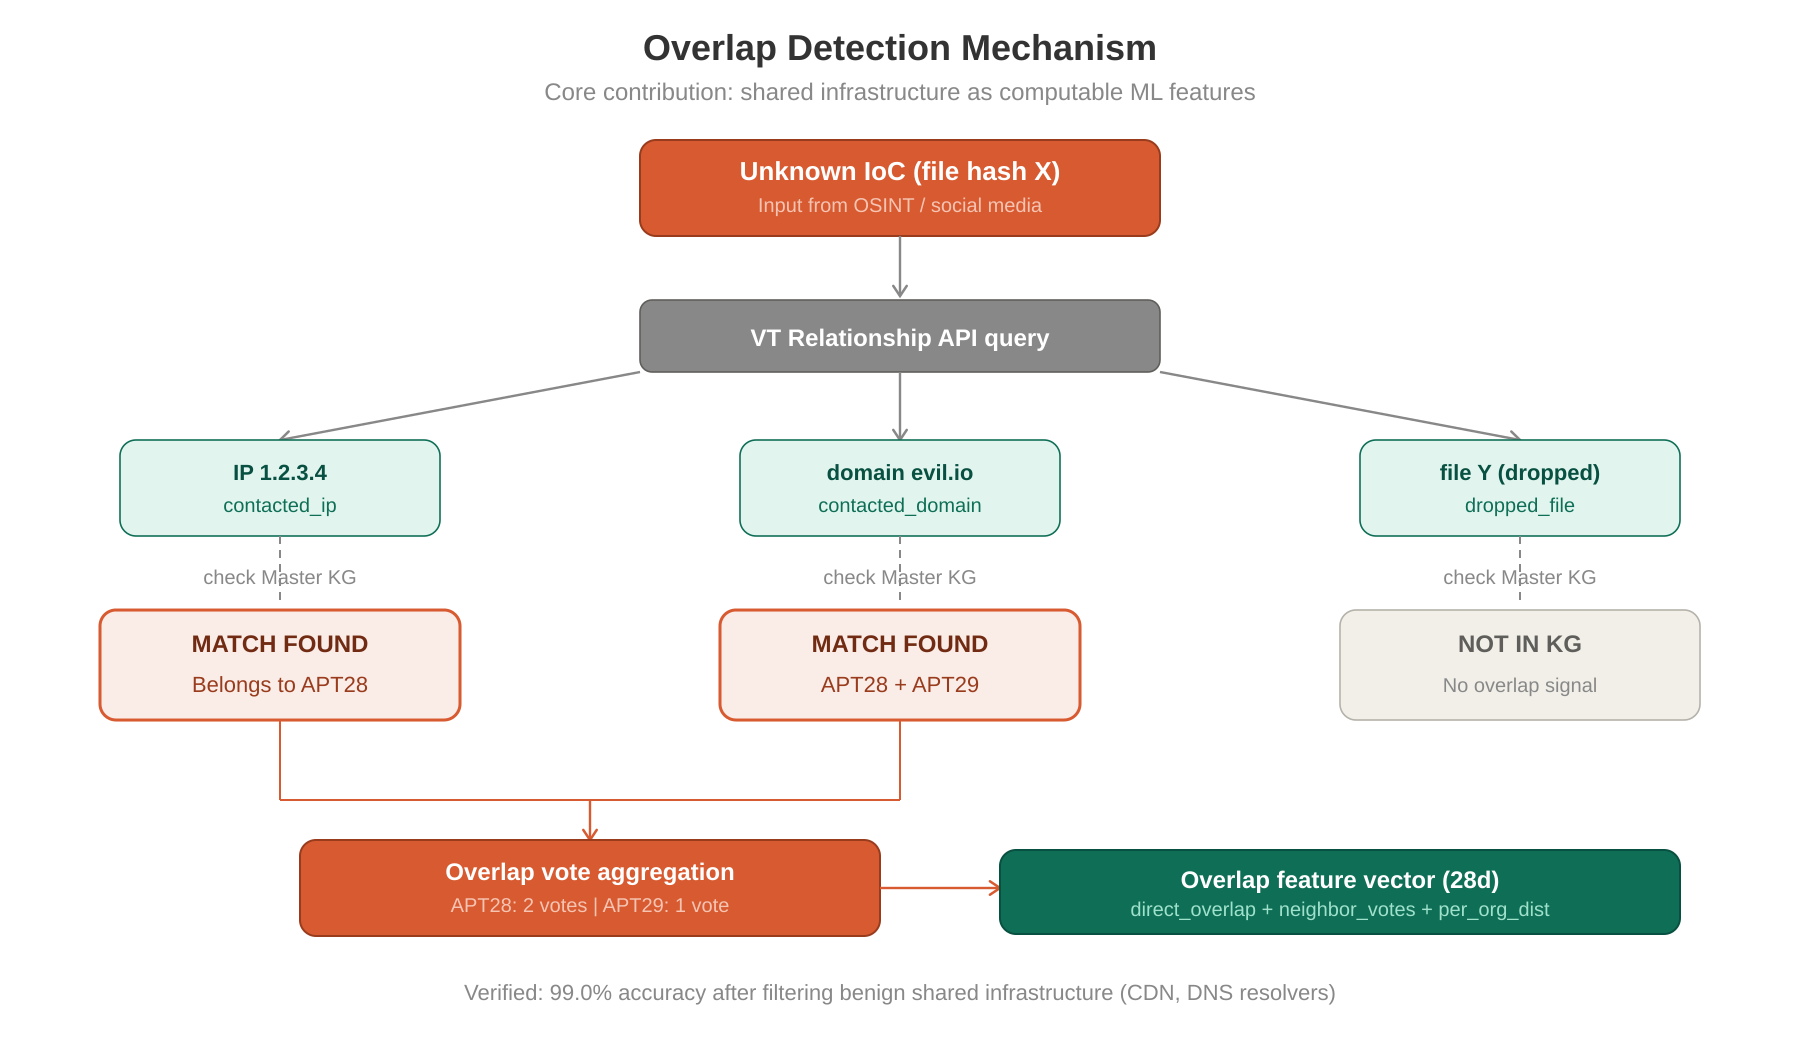 Overlap Detection Mechanism
Core contribution: shared infrastructure as computable ML features
Unknown IoC (file hash X)
Input from OSINT / social media
VT Relationship API query
IP 1.2.3.4
contacted_ip
domain evil.io
contacted_domain
file Y (dropped)
dropped_file
check Master KG
check Master KG
check Master KG
MATCH FOUND
Belongs to APT28
MATCH FOUND
APT28 + APT29
NOT IN KG
No overlap signal
Overlap vote aggregation
APT28: 2 votes | APT29: 1 vote
Overlap feature vector (28d)
direct_overlap + neighbor_votes + per_org_dist
Verified: 99.0% accuracy after filtering benign shared infrastructure (CDN, DNS resolvers)